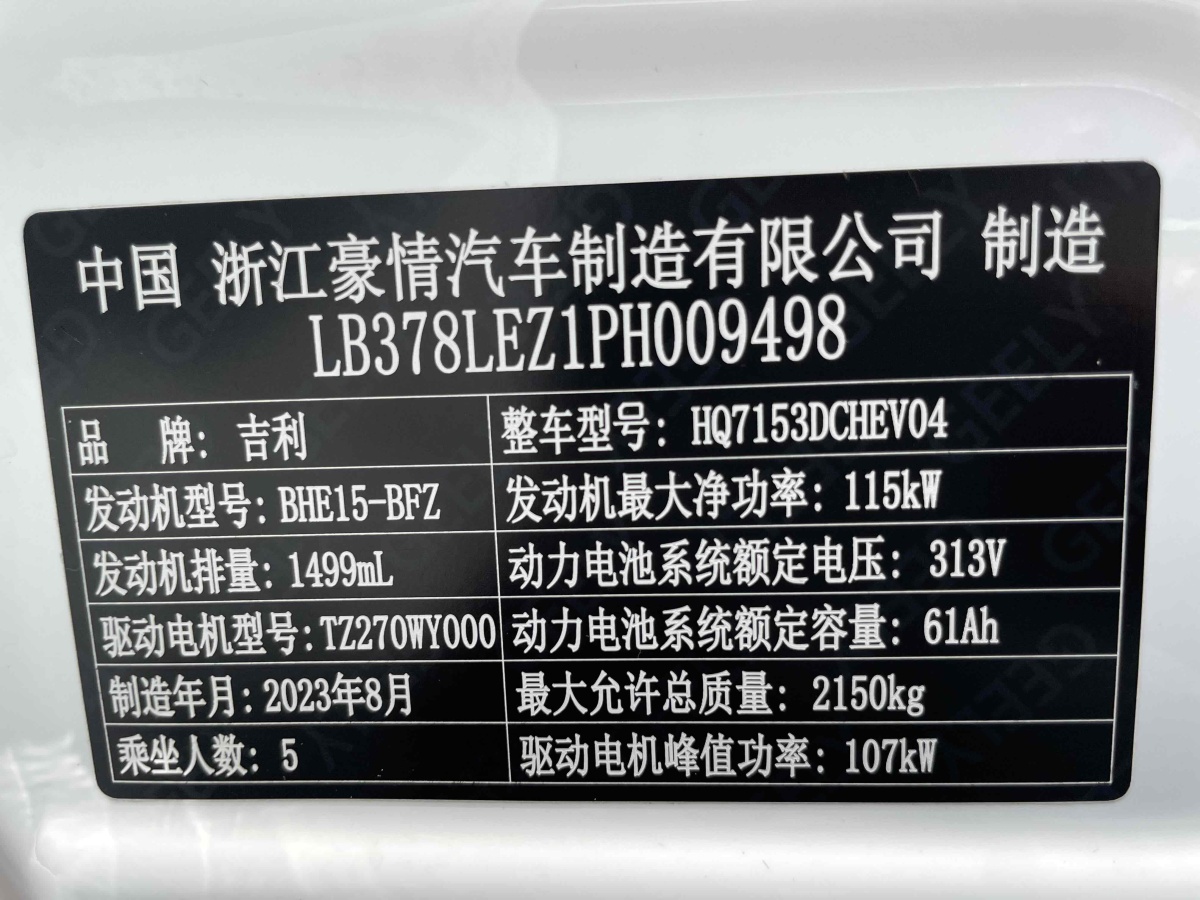 中国 浙江豪情汽车制造有限公司 制造
LB378LEZ1PH009498
品 牌: 吉利 整车型号: HQ7153DCHEV04
发动机型号: BHE15-BFZ 发动机最大净功率: 115kW
发动机排量: 1499mL 动力电池系统额定电压: 313V
驱动电机型号: TZ270WY000 动力电池系统额定容量: 61Ah
制造年月: 2023年8月 最大允许总质量: 2150kg
乘坐人数: 5 驱动电机峰值功率: 107kW